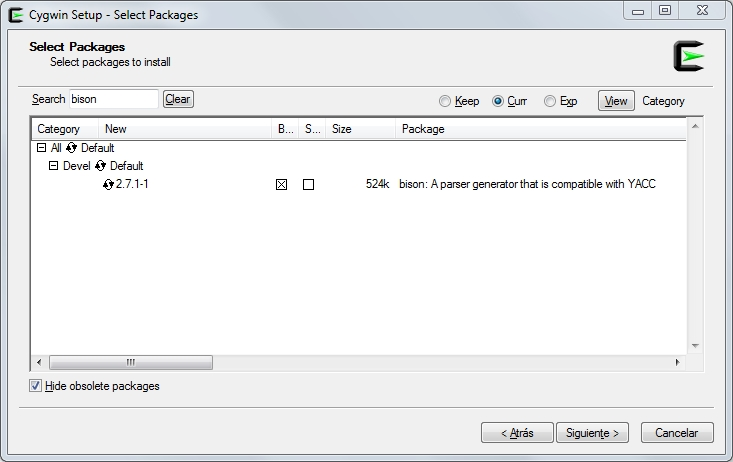 Cygwin Setup - Select Packages
Select Packages
Select packages to install
Search bison Clear Keep Curr Exp View Category
Category New B... S... Size Package
All Default
Devel Default
2.7.1-1 524k bison: A parser generator that is compatible with YACC
Hide obsolete packages
< Atrás Siguiente > Cancelar